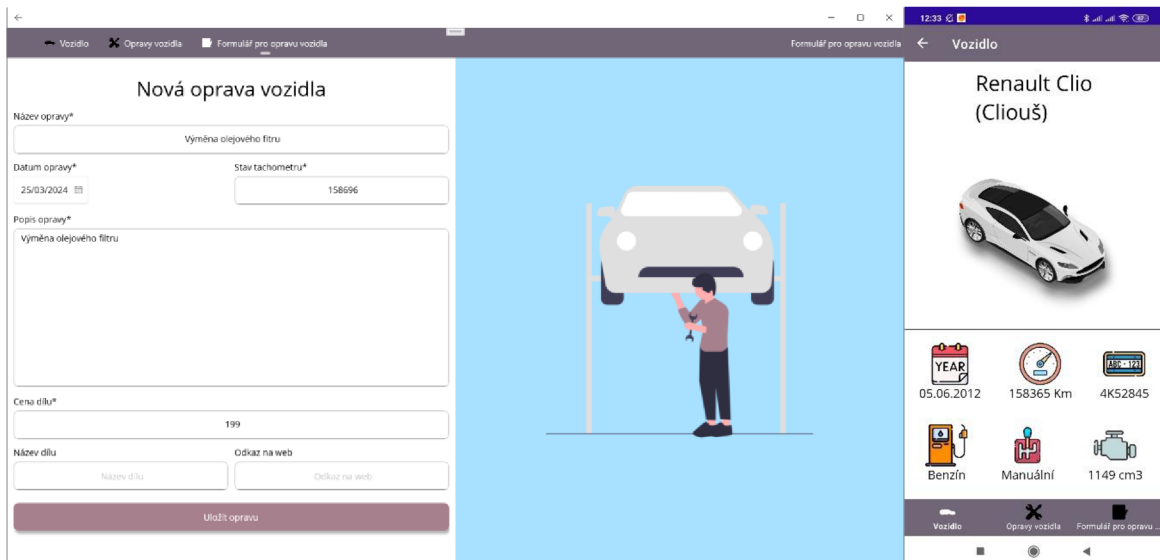 Vozidlo
Opravy vozidla
Formulář pro opravu vozidla
Formulář pro opravu vozidla
Nová oprava vozidla
Název opravy*
Výměna olejového fitru
Datum opravy*
Stav tachometru*
25/03/2024
158696
Popis opravy*
Výměna olejového filtru
Cena dílu*
199
Název dílu
Odkaz na web
Název dílu
Odkaz na web
Uložit opravu
12:33
67
Vozidlo
Renault Clio
(Cliouš)
YEAR
ABC - 123
05.06.2012
158365 Km
4K52845
Benzín
Manuální
1149 cm3
Vozidlo
Opravy vozidla
Formulář pro opravu ...